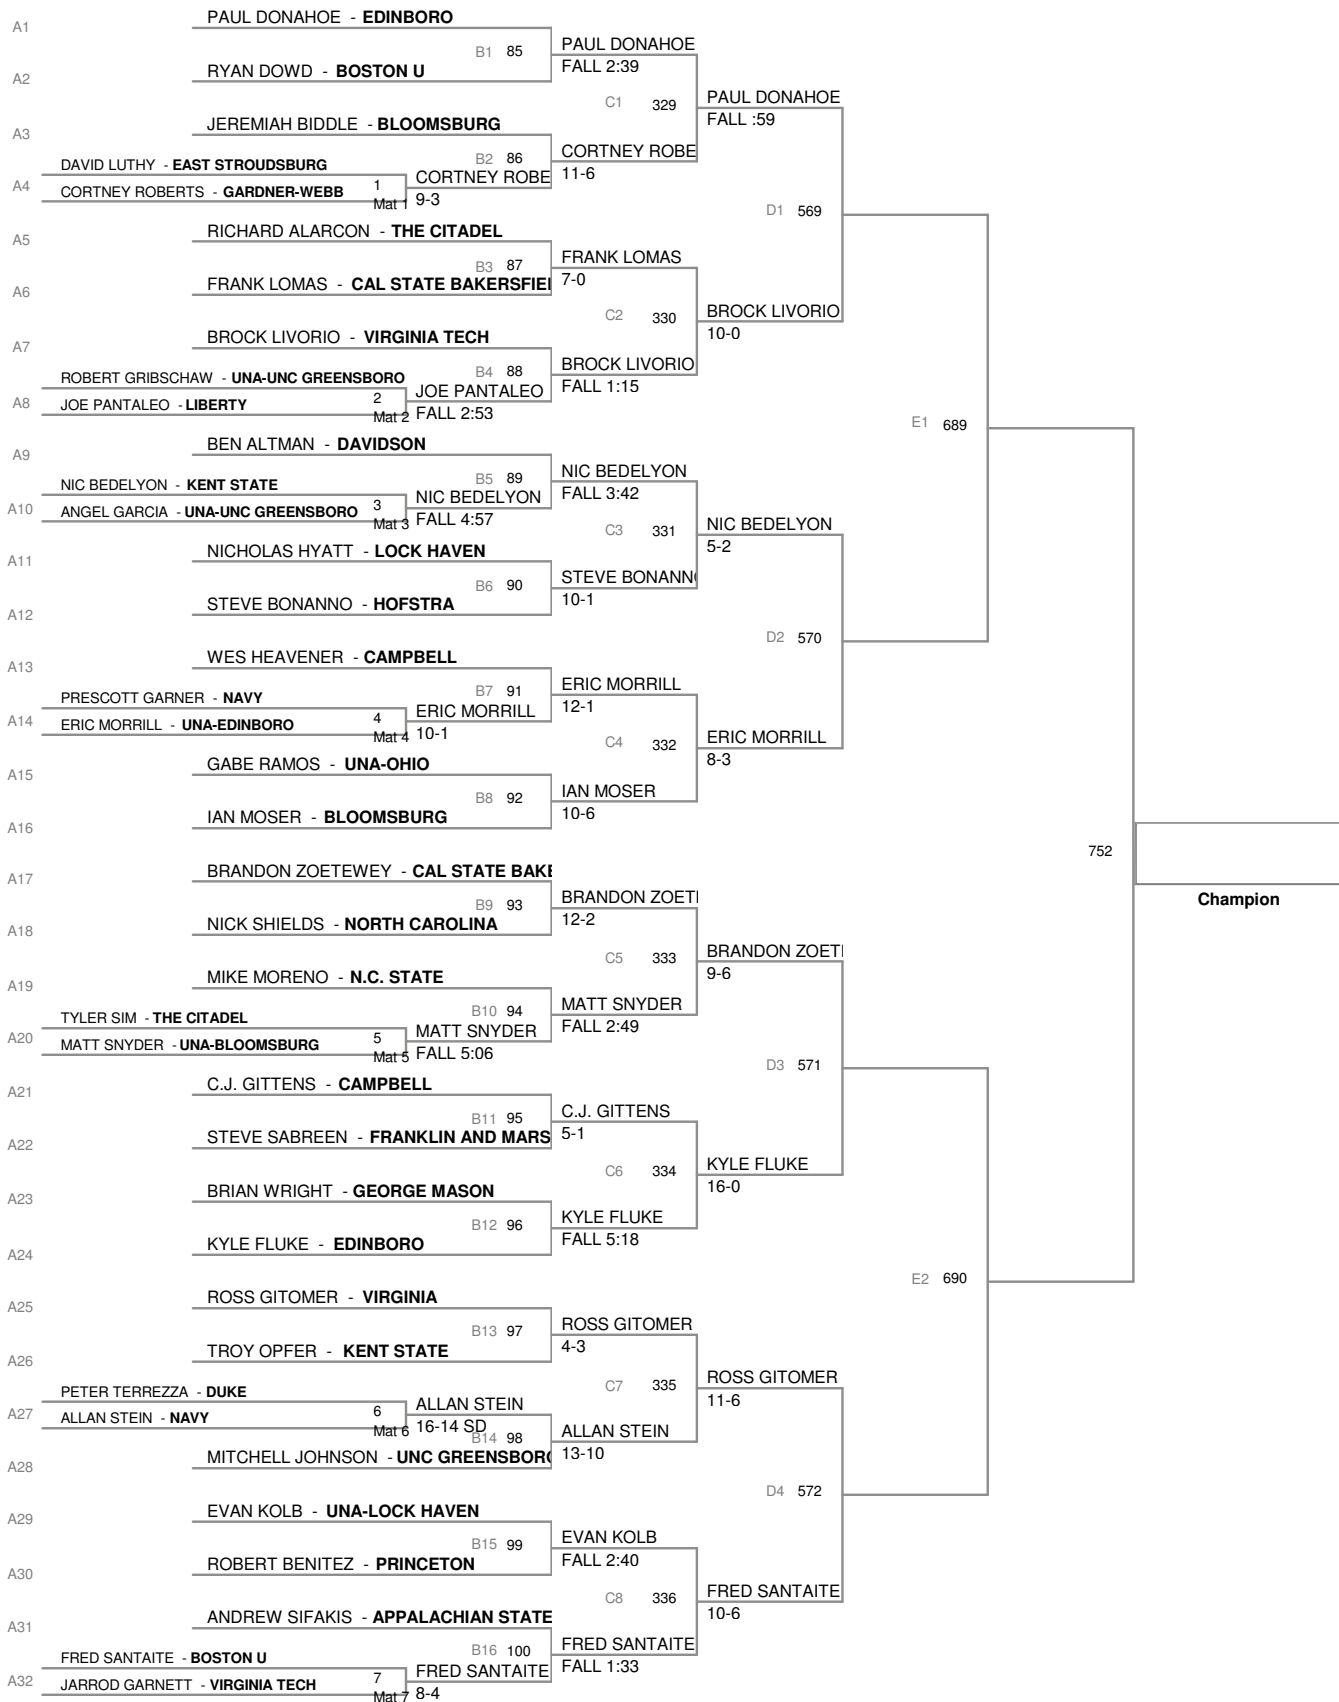 A1 PAUL DONAHOE - EDINBORO
B1 85
A2 RYAN DOWD - BOSTON U
PAUL DONAHOE
FALL 2:39
C1 329
A3 JEREMIAH BIDDLE - BLOOMSBURG
B2 86
DAVID LUTHY - EAST STROUDSBURG
A4
CORTNEY ROBERTS - GARDNER-WEBB
1
Mat 1
CORTNEY ROBE
9-3
CORTNEY ROBE
11-6
PAUL DONAHOE
FALL :59
D1 569
A5 RICHARD ALARCON - THE CITADEL
B3 87
A6 FRANK LOMAS - CAL STATE BAKERSFIEL
FRANK LOMAS
7-0
C2 330
A7 BROCK LIVORIO - VIRGINIA TECH
B4 88
ROBERT GRIBSCHAW - UNA-UNC GREENSBORO
A8
JOE PANTALEO - LIBERTY
2
Mat 2
JOE PANTALEO
FALL 2:53
BROCK LIVORIO
FALL 1:15
BROCK LIVORIO
10-0
E1 689
A9 BEN ALTMAN - DAVIDSON
B5 89
NIC BEDELYON - KENT STATE
A10
ANGEL GARCIA - UNA-UNC GREENSBORO
3
Mat 3
NIC BEDELYON
FALL 4:57
NIC BEDELYON
FALL 3:42
C3 331
A11 NICHOLAS HYATT - LOCK HAVEN
B6 90
A12 STEVE BONANNO - HOFSTRA
STEVE BONANNO
10-1
NIC BEDELYON
5-2
D2 570
A13 WES HEAVENER - CAMPBELL
B7 91
PRESCOTT GARNER - NAVY
A14
ERIC MORRILL - UNA-EDINBORO
4
Mat 4
ERIC MORRILL
10-1
ERIC MORRILL
12-1
C4 332
A15 GABE RAMOS - UNA-OHIO
B8 92
A16 IAN MOSER - BLOOMSBURG
IAN MOSER
10-6
ERIC MORRILL
8-3
752
Champion
A17 BRANDON ZOETEWEY - CAL STATE BAKE
B9 93
A18 NICK SHIELDS - NORTH CAROLINA
BRANDON ZOETE
12-2
C5 333
A19 MIKE MORENO - N.C. STATE
B10 94
TYLER SIM - THE CITADEL
A20
MATT SNYDER - UNA-BLOOMSBURG
5
Mat 5
MATT SNYDER
FALL 5:06
MATT SNYDER
FALL 2:49
BRANDON ZOETE
9-6
D3 571
A21 C.J. GITTENS - CAMPBELL
B11 95
A22 STEVE SABREEN - FRANKLIN AND MARS
C.J. GITTENS
5-1
C6 334
A23 BRIAN WRIGHT - GEORGE MASON
B12 96
A24 KYLE FLUKE - EDINBORO
KYLE FLUKE
FALL 5:18
KYLE FLUKE
16-0
E2 690
A25 ROSS GITOMER - VIRGINIA
B13 97
A26 TROY OPFER - KENT STATE
ROSS GITOMER
4-3
C7 335
PETER TERREZZA - DUKE
A27
ALLAN STEIN - NAVY
6
Mat 6
ALLAN STEIN
16-14 SD
B14 98
A28 MITCHELL JOHNSON - UNC GREENSBORO
ALLAN STEIN
13-10
ROSS GITOMER
11-6
D4 572
A29 EVAN KOLB - UNA-LOCK HAVEN
B15 99
A30 ROBERT BENITEZ - PRINCETON
EVAN KOLB
FALL 2:40
C8 336
A31 ANDREW SIFAKIS - APPALACHIAN STATE
B16 100
FRED SANTAITE - BOSTON U
A32
JARROD GARNETT - VIRGINIA TECH
7
Mat 7
FRED SANTAITE
8-4
FRED SANTAITE
FALL 1:33
FRED SANTAITE
10-6